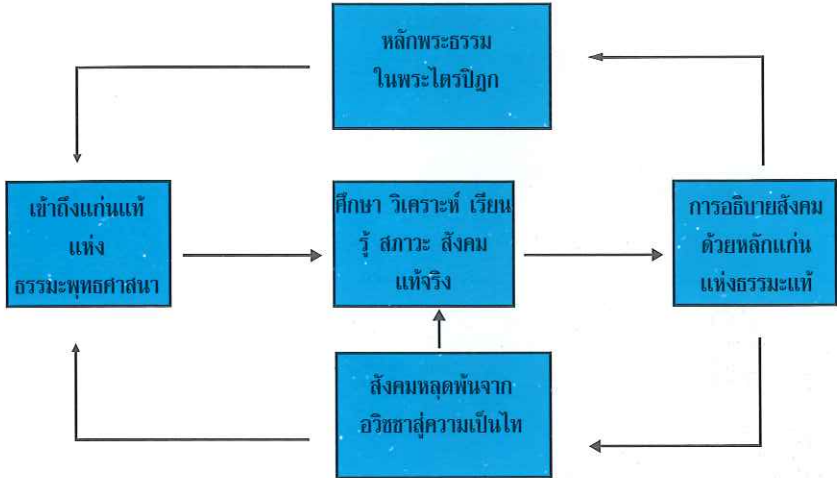 หลักพระธรรม
ในพระไตรปิฎก
เข้าถึงแก่นแท้
แห่ง
ธรรมะพุทธศาสนา
ศึกษา วิเคราะห์ เรียน
รู้ สภาวะ สังคม
แท้จริง
การอธิบายสังคม
ด้วยหลักแก่น
แห่งธรรมะแท้
สังคมหลุดพ้นจาก
อวิชชาสู่ความเป็นไท